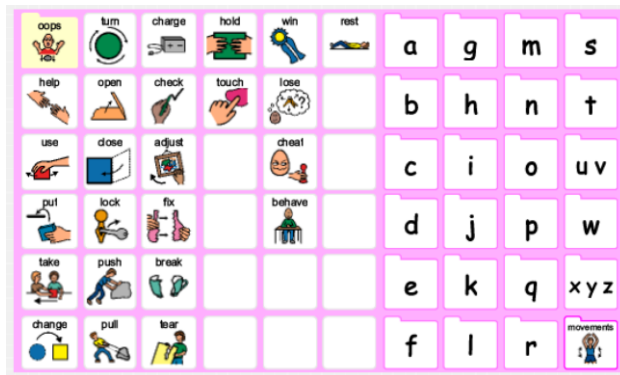 oops turn charge hold win rest a g m s
help open check touch lose b h n t
use close adjust cheat c i o u v
put lock fix behave d j p w
take push break e k q x y z
change pull tear f l r movements